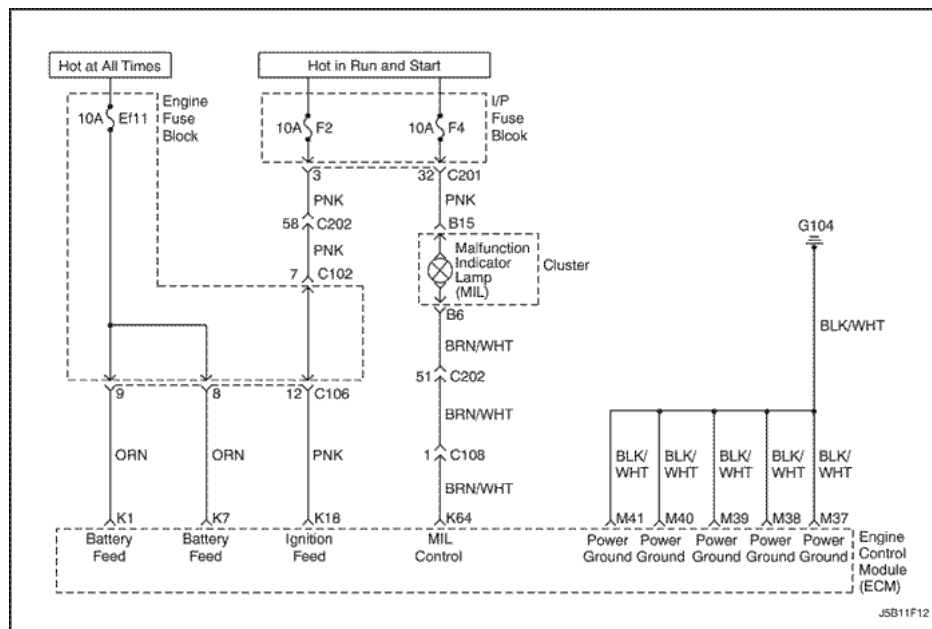 Hot at All Times
Hot in Run and Start
10A Ef11
Engine
Fuse
Block
10A F2
10A F4
I/P
Fuse
Blcok
3
32 C201
PNK
PNK
58 C202
B15
PNK
7 C102
Malfunction
Indicator
Lamp
(MIL)
Cluster
G104
B6
BLK/WHT
BRN/WHT
51 C202
9
8
12 C106
BRN/WHT
ORN
ORN
PNK
1 C108
BLK/
WHT
BLK/
WHT
BLK/
WHT
BLK/
WHT
BLK/
WHT
BRN/WHT
K1
K7
K18
K64
M41
M40
M39
M38
M37
Battery
Feed
Battery
Feed
Ignition
Feed
MIL
Control
Power
Ground
Power
Ground
Power
Ground
Power
Ground
Power
Ground
Engine
Control
Module
(ECM)
J5B11F12